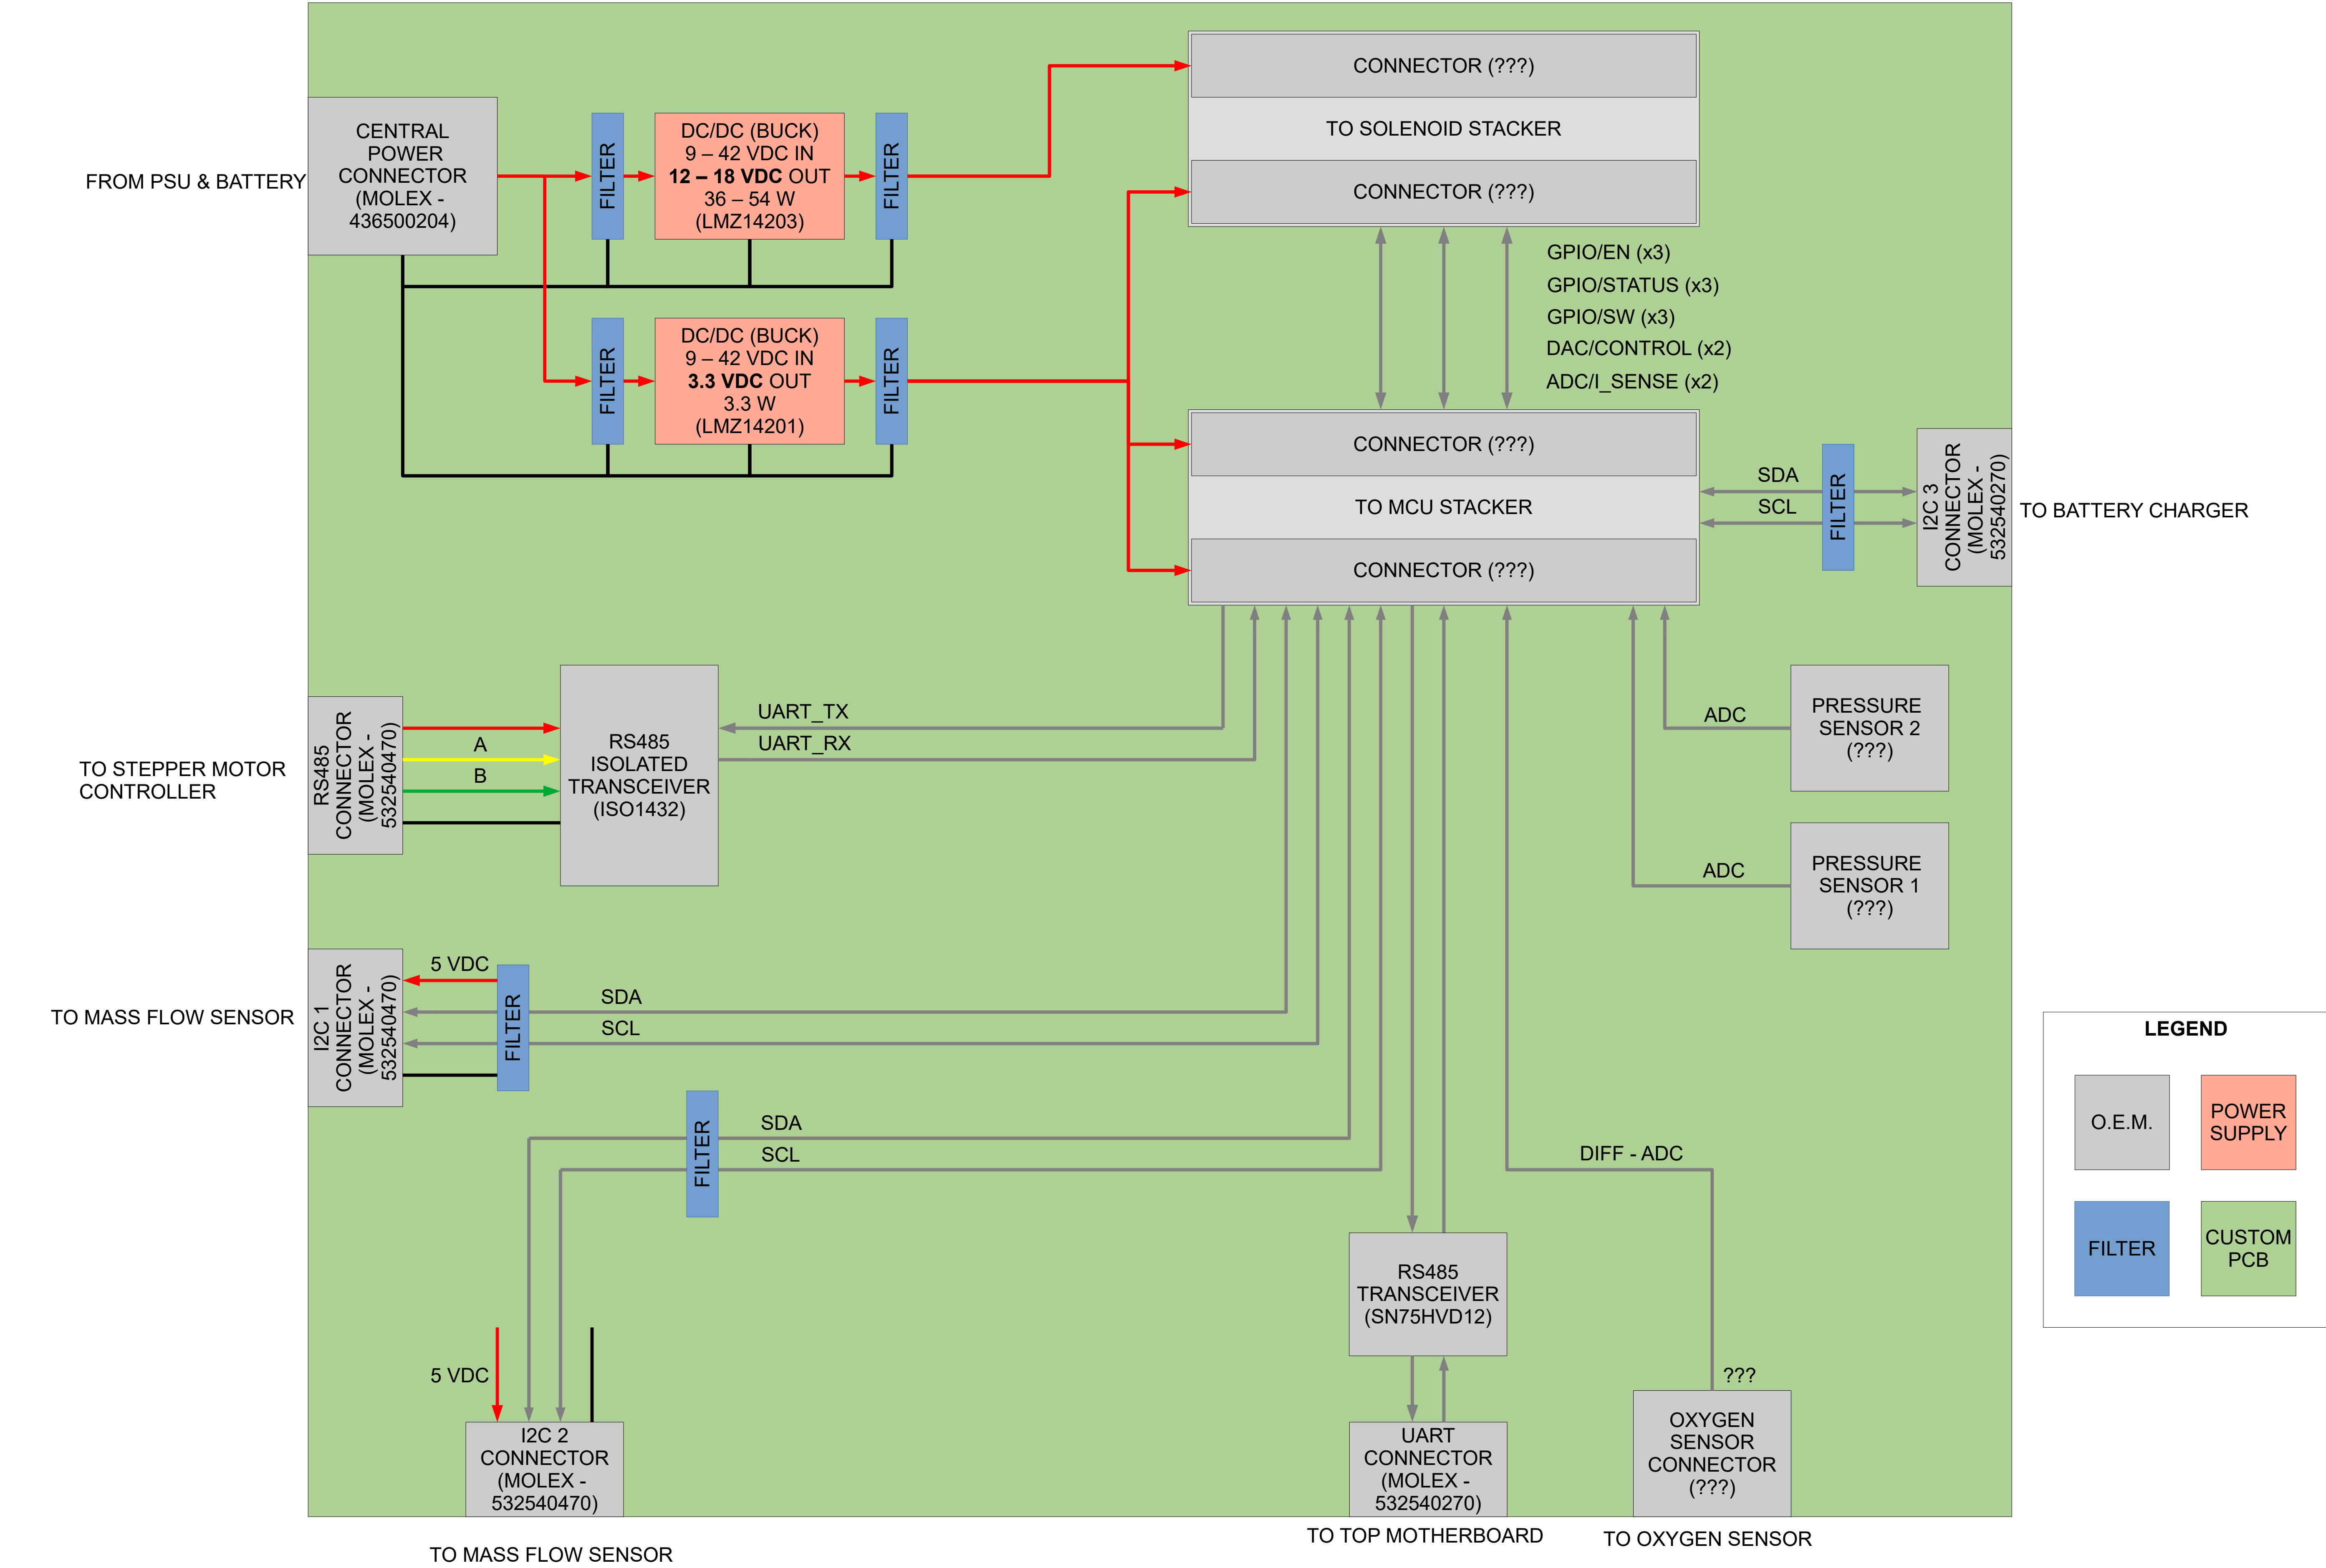 CONNECTOR (???)
TO SOLENOID STACKER
CONNECTOR (???)
CENTRAL
POWER
CONNECTOR
(MOLEX -
436500204)
FROM PSU & BATTERY
FILTER
DC/DC (BUCK)
9 – 42 VDC IN
12 – 18 VDC OUT
36 – 54 W
(LMZ14203)
FILTER
GPIO/EN (x3)
GPIO/STATUS (x3)
GPIO/SW (x3)
DAC/CONTROL (x2)
ADC/I_SENSE (x2)
FILTER
DC/DC (BUCK)
9 – 42 VDC IN
3.3 VDC OUT
3.3 W
(LMZ14201)
FILTER
CONNECTOR (???)
TO MCU STACKER
CONNECTOR (???)
SDA
SCL
FILTER
I2C 3
CONNECTOR
(MOLEX -
532540270)
TO BATTERY CHARGER
TO STEPPER MOTOR
CONTROLLER
RS485
CONNECTOR
(MOLEX -
532540470)
A
B
RS485
ISOLATED
TRANSCEIVER
(ISO1432)
UART_TX
UART_RX
ADC
PRESSURE
SENSOR 2
(???)
ADC
PRESSURE
SENSOR 1
(???)
TO MASS FLOW SENSOR
I2C 1
CONNECTOR
(MOLEX -
532540470)
5 VDC
FILTER
SDA
SCL
FILTER
SDA
SCL
DIFF - ADC
RS485
TRANSCEIVER
(SN75HVD12)
5 VDC
I2C 2
CONNECTOR
(MOLEX -
532540470)
TO MASS FLOW SENSOR
UART
CONNECTOR
(MOLEX -
532540270)
TO TOP MOTHERBOARD
???
OXYGEN
SENSOR
CONNECTOR
(???)
TO OXYGEN SENSOR
LEGEND
O.E.M.
POWER
SUPPLY
FILTER
CUSTOM
PCB